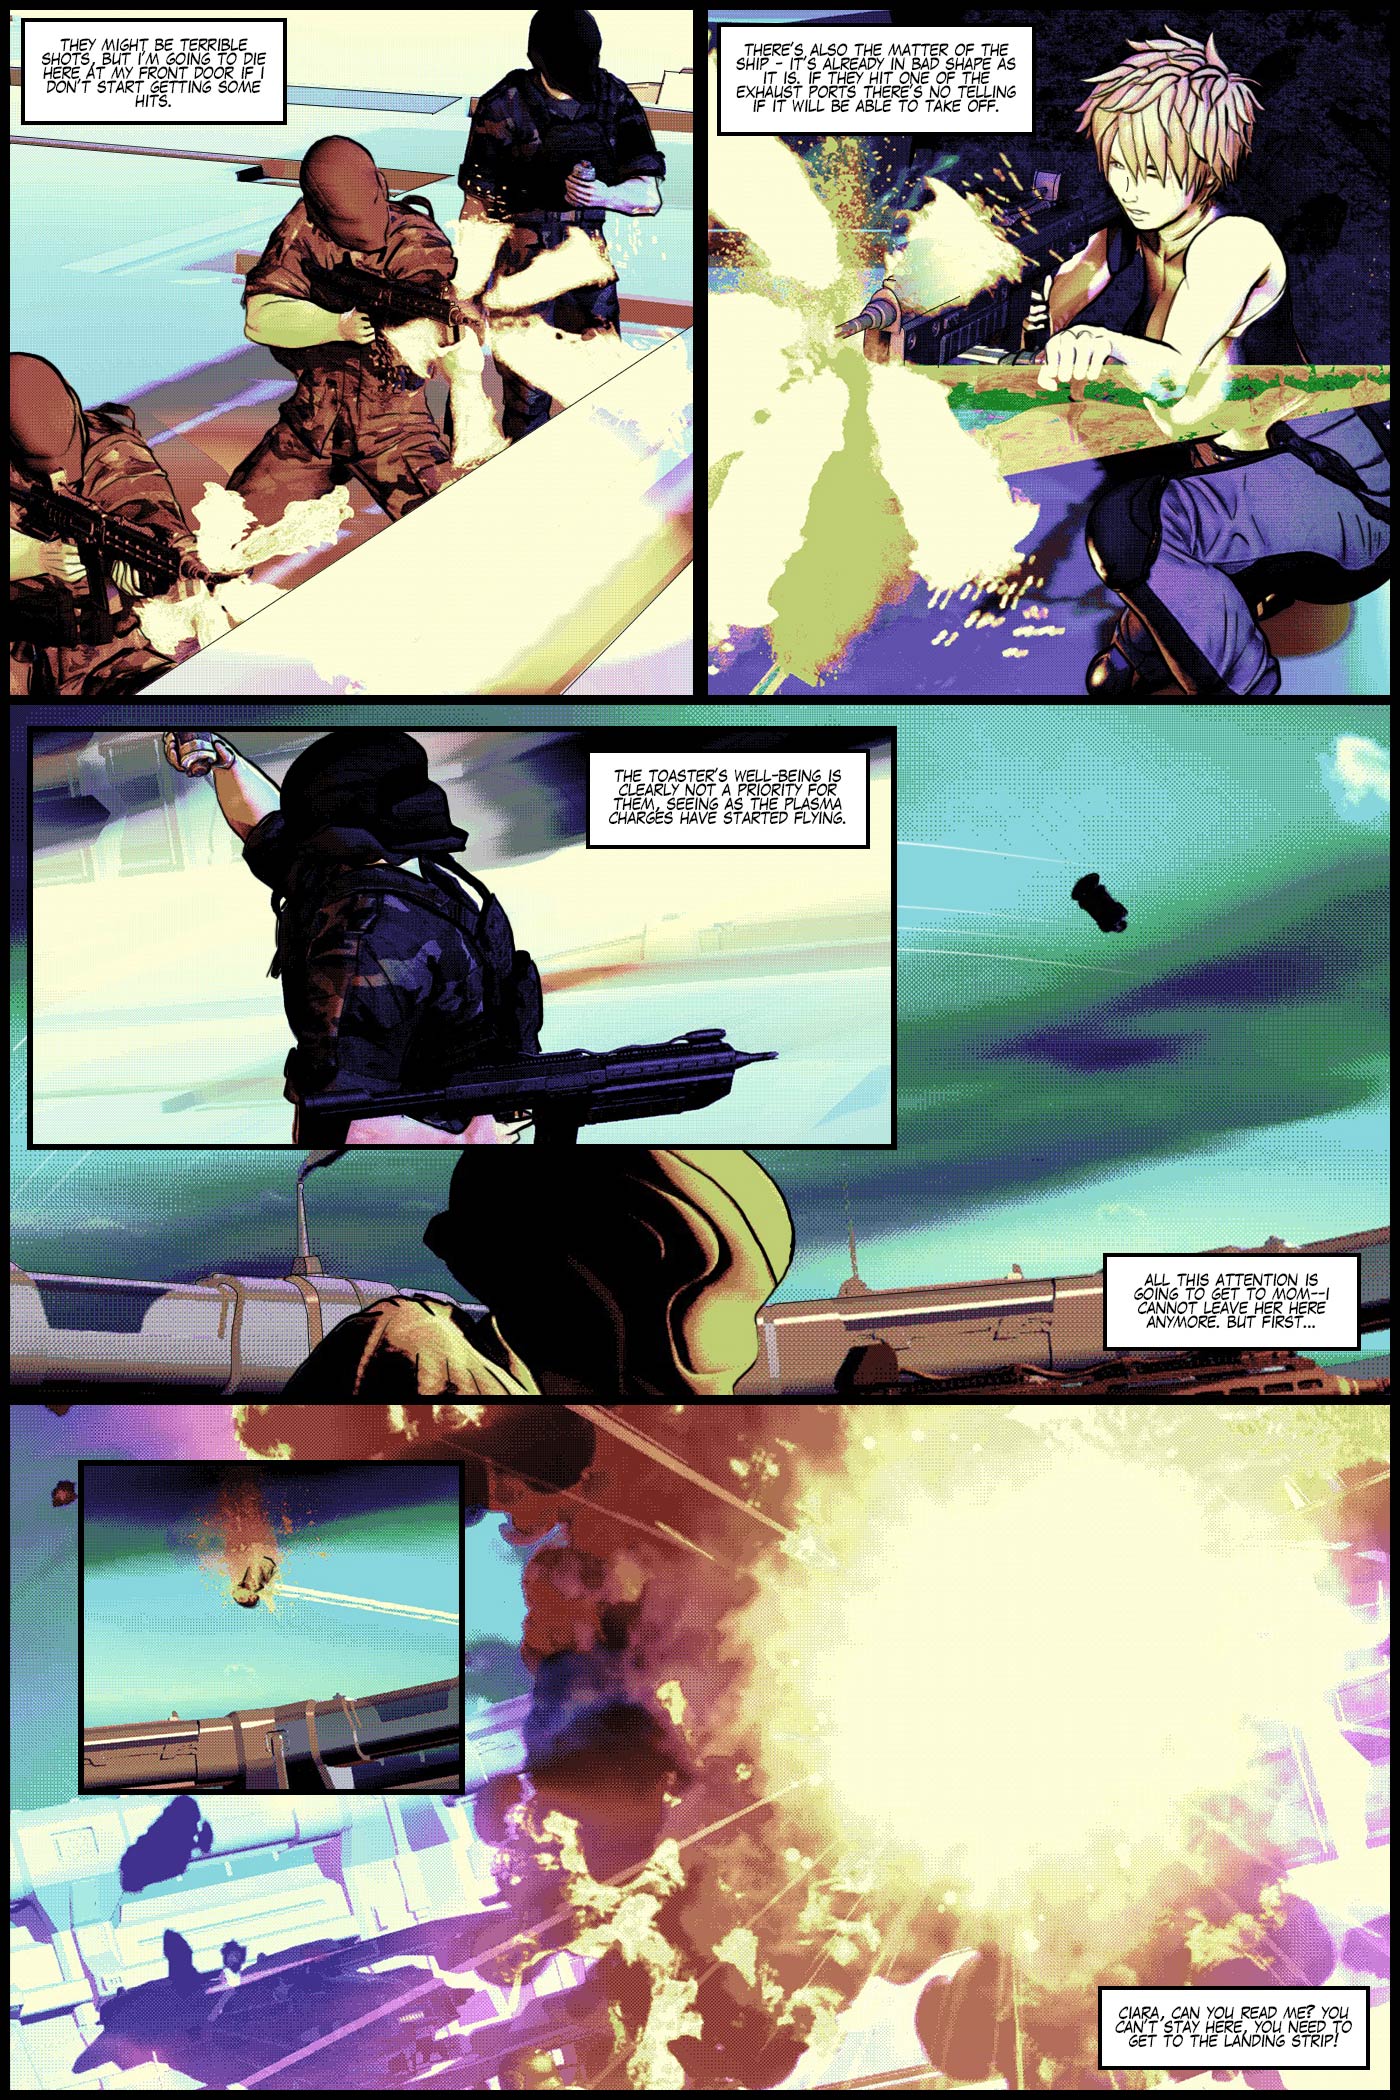 THEY MIGHT BE TERRIBLE
SHOTS, BUT I'M GOING TO DIE
HERE AT MY FRONT DOOR IF I
DON'T START GETTING SOME
HITS.
THERE'S ALSO THE MATTER OF THE
SHIP - IT'S ALREADY IN BAD SHAPE AS
IT IS. IF THEY HIT ONE OF THE
EXHAUST PORTS THERE'S NO TELLING
IF IT WILL BE ABLE TO TAKE OFF.
THE TOASTER'S WELL-BEING IS
CLEARLY NOT A PRIORITY FOR
THEM, SEEING AS THE PLASMA
CHARGES HAVE STARTED FLYING.
ALL THIS ATTENTION IS
GOING TO GET TO MOM--I
CANNOT LEAVE HER HERE
ANYMORE. BUT FIRST...
CIARA, CAN YOU READ ME? YOU
CAN'T STAY HERE, YOU NEED TO
GET TO THE LANDING STRIP!